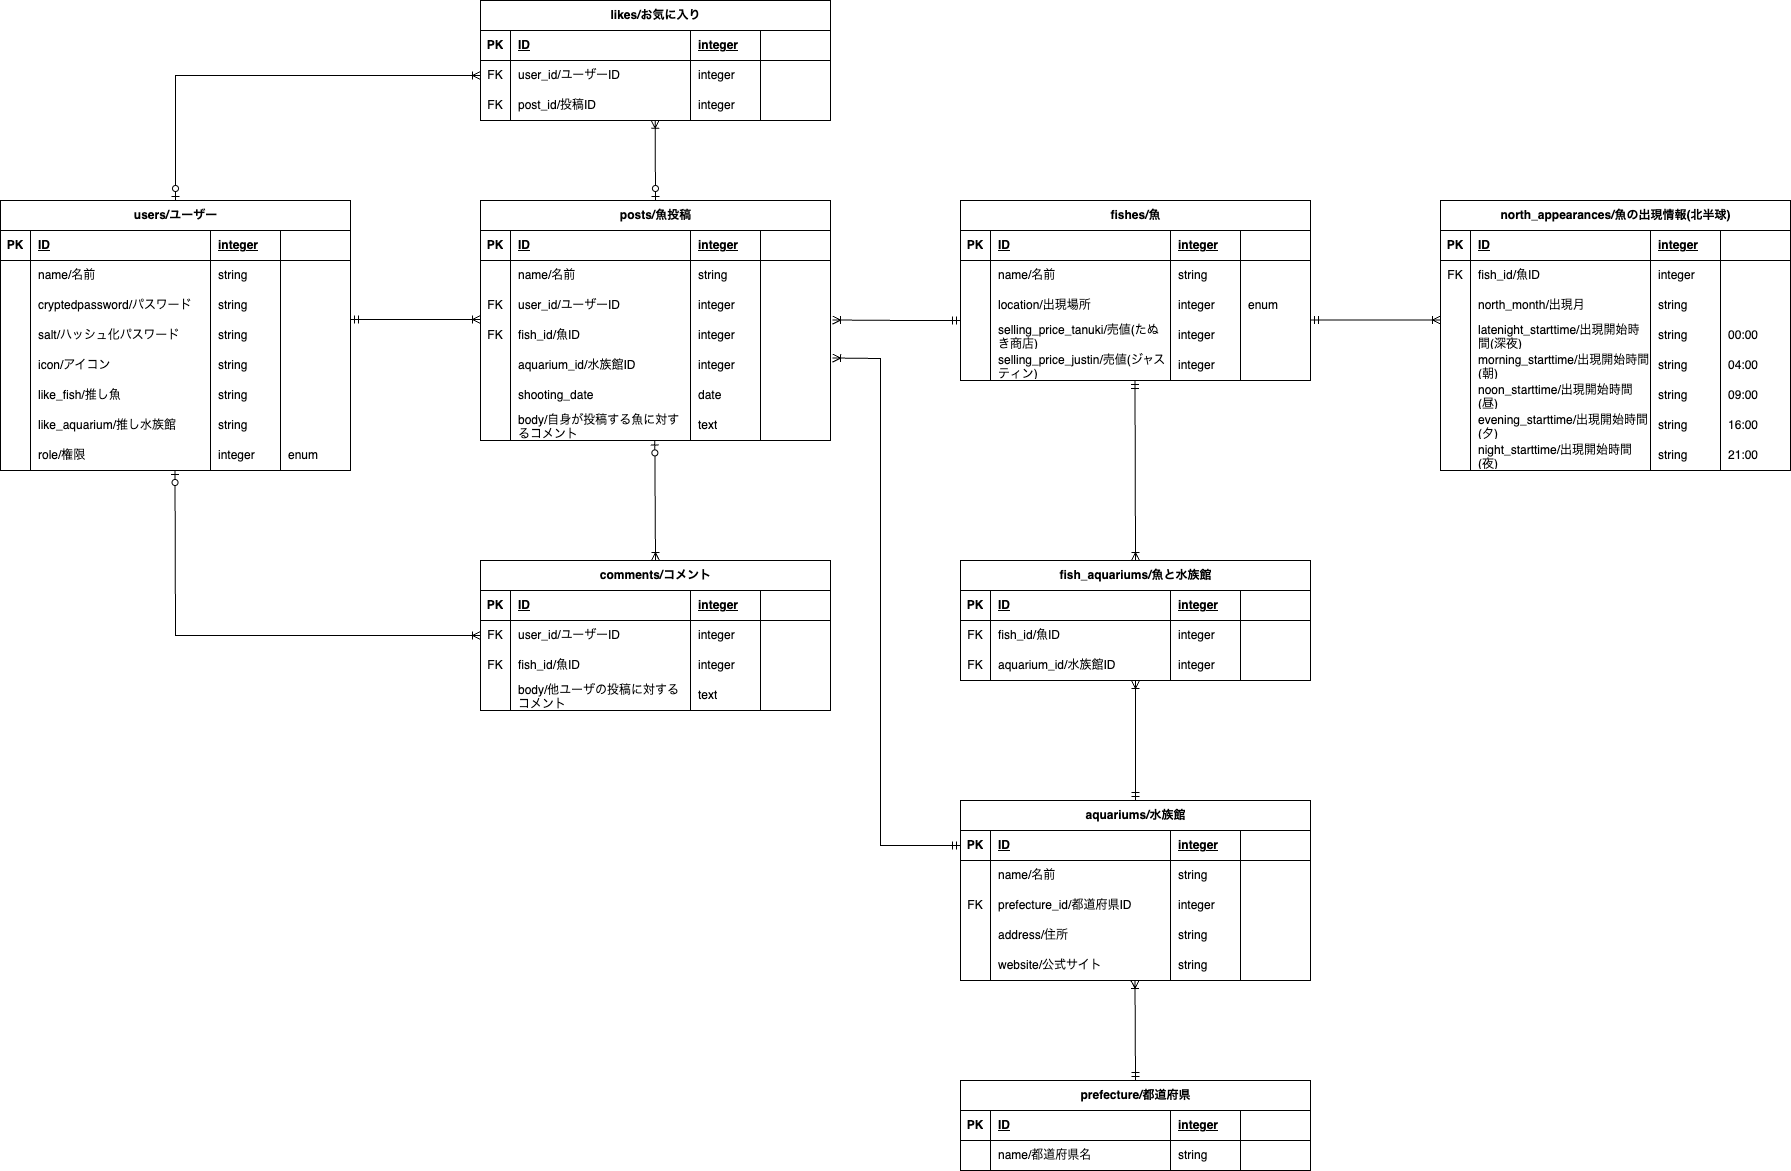 likes/お気に入り
PK ID integer
FK user_id/ユーザーID integer
FK post_id/投稿ID integer
users/ユーザー
PK ID integer
name/名前 string
cryptedpassword/パスワード string
salt/ハッシュ化パスワード string
icon/アイコン string
like_fish/推し魚 string
like_aquarium/推し水族館 string
role/権限 integer enum
posts/魚投稿
PK ID integer
name/名前 string
FK user_id/ユーザーID integer
FK fish_id/魚ID integer
aquarium_id/水族館ID integer
shooting_date date
body/自身が投稿する魚に対す
るコメント text
fishes/魚
PK ID integer
name/名前 string
location/出現場所 integer enum
selling_price_tanuki/売値(たぬ
き商店) integer
selling_price_justin/売値(ジャス
ティン) integer
north_appearances/魚の出現情報(北半球)
PK ID integer
FK fish_id/魚ID integer
north_month/出現月 string
latenight_starttime/出現開始時
間(深夜) string 00:00
morning_starttime/出現開始時間
(朝) string 04:00
noon_starttime/出現開始時間
(昼) string 09:00
evening_starttime/出現開始時間
(夕) string 16:00
night_starttime/出現開始時間
(夜) string 21:00
comments/コメント
PK ID integer
FK user_id/ユーザーID integer
FK fish_id/魚ID integer
body/他ユーザの投稿に対する
コメント text
fish_aquariums/魚と水族館
PK ID integer
FK fish_id/魚ID integer
FK aquarium_id/水族館ID integer
aquariums/水族館
PK ID integer
name/名前 string
FK prefecture_id/都道府県ID integer
address/住所 string
website/公式サイト string
prefecture/都道府県
PK ID integer
name/都道府県名 string